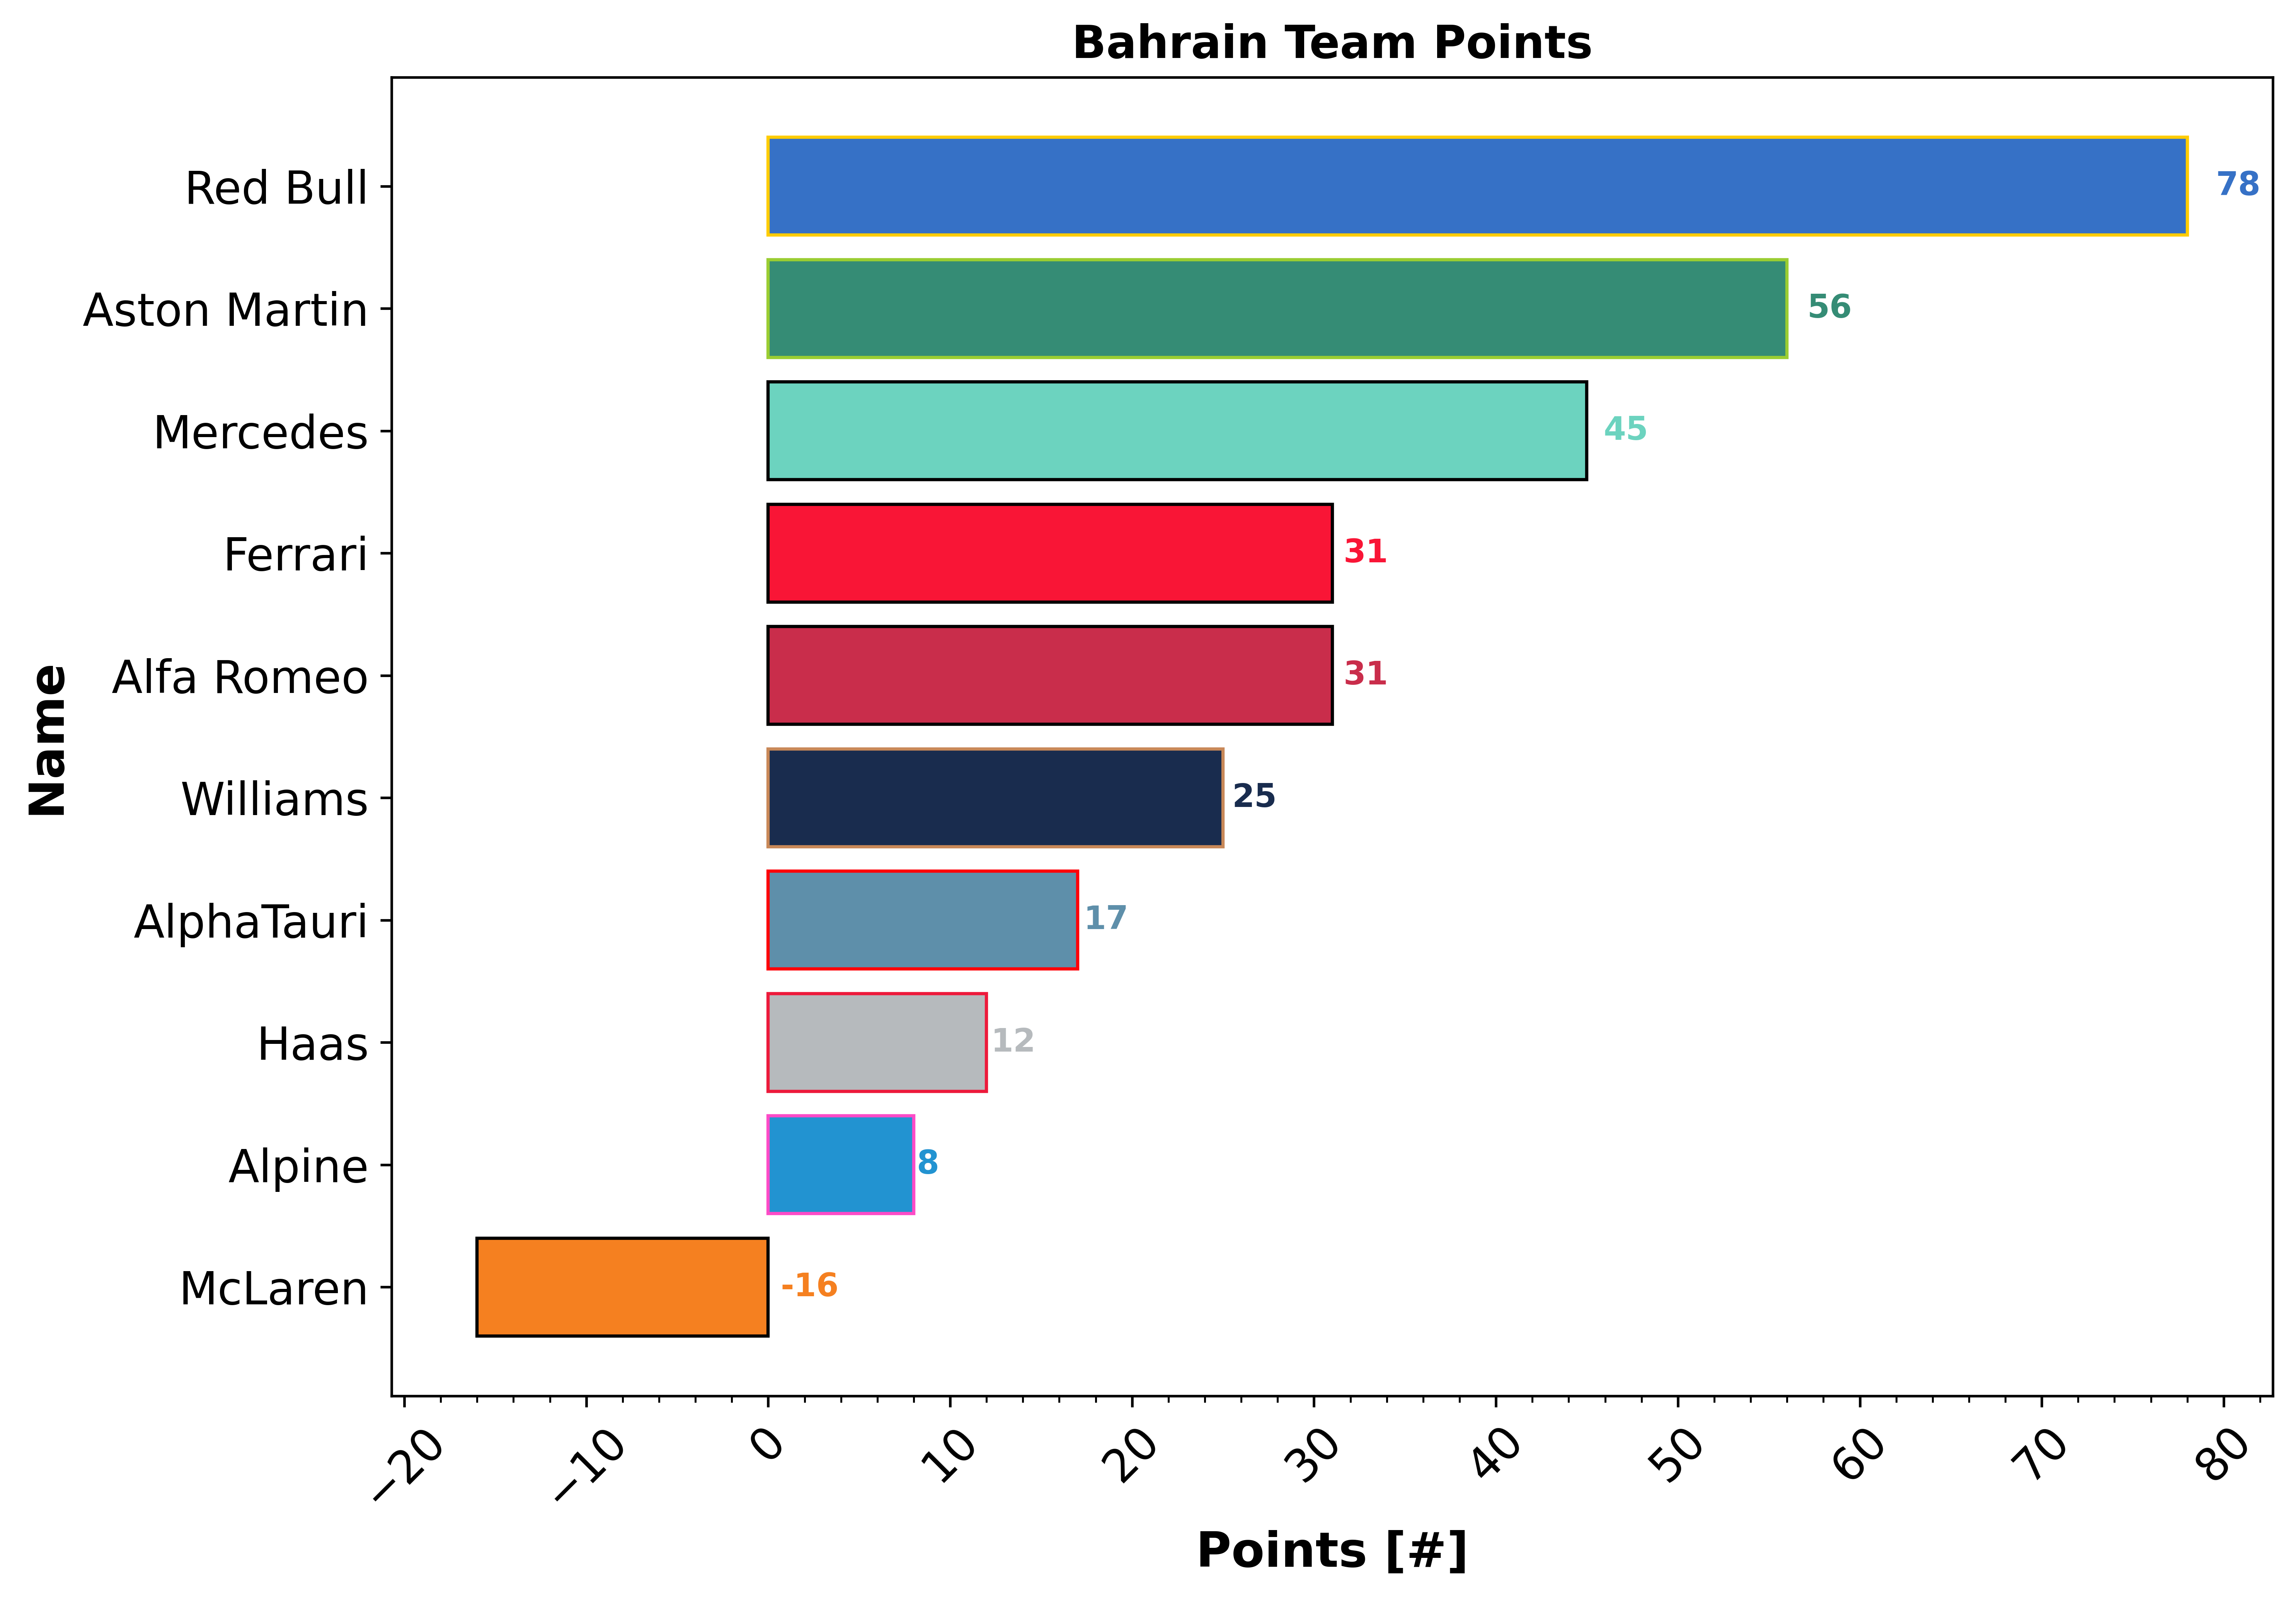 Bahrain Team Points
Red Bull 78
Aston Martin 56
Mercedes 45
Ferrari 31
Alfa Romeo 31
Williams 25
AlphaTauri 17
Haas 12
Alpine 8
McLaren -16
Name
−20 −10 0 10 20 30 40 50 60 70 80
Points [#]